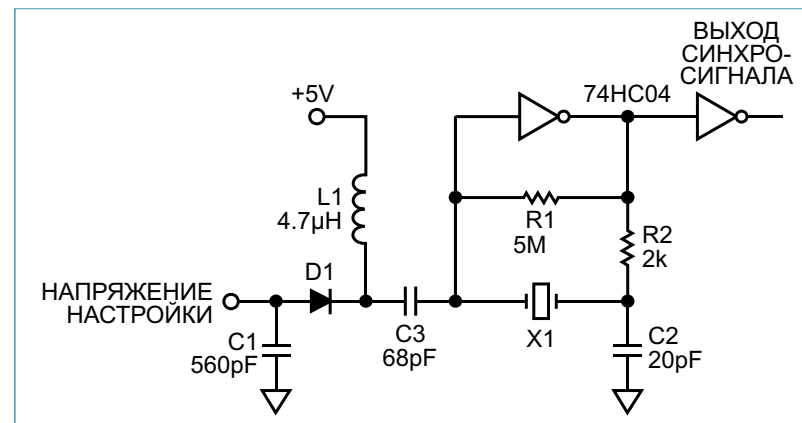 ВЫХОД
СИНХРО-
СИГНАЛА
+5V
74HC04
L1
4.7µH
R1
5M
R2
2k
D1
НАПРЯЖЕНИЕ
НАСТРОЙКИ
C3
68pF
X1
C1
560pF
C2
20pF